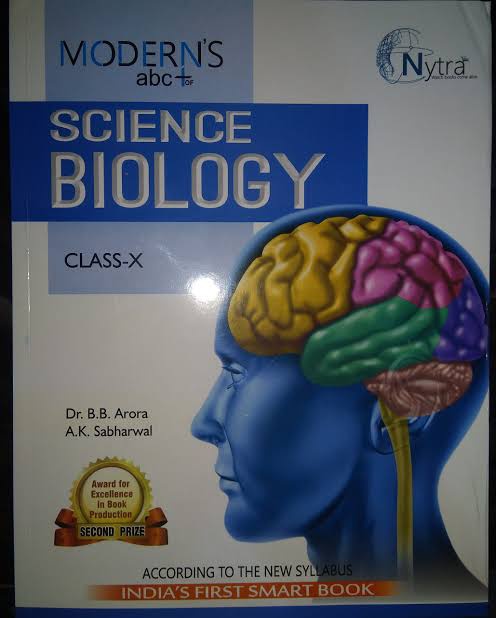 MODERN'S
abc+ OF
Nytra
SCIENCE
BIOLOGY
CLASS-X
Dr. B.B. Arora
A.K. Sabharwal
Award for
Excellence
in Book
Production
SECOND PRIZE
ACCORDING TO THE NEW SYLLABUS
INDIA'S FIRST SMART BOOK